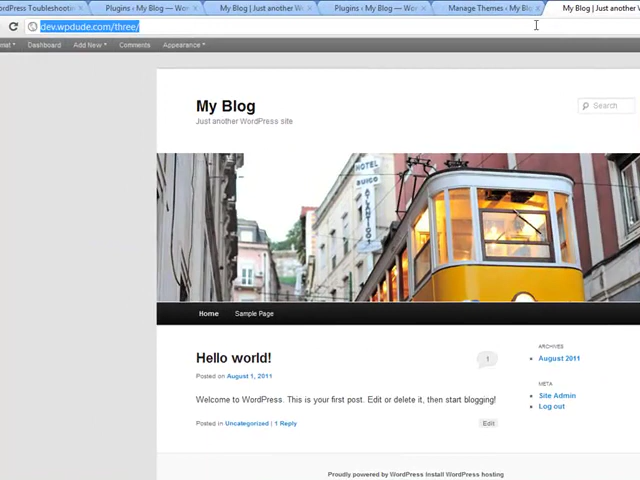 ordPress Troubleshootin
Plugins ‹ My Blog — Wor
My Blog | Just another W
Plugins ‹ My Blog — Wor
Manage Themes ‹ My Blo
My Blog | Just another W
dev.wpdude.com/three/
Dashboard Add New Comments Appearance
My Blog
Just another WordPress site
Search
HOTEL
Home Sample Page
Hello world!
1
Posted on August 1, 2011
Welcome to WordPress. This is your first post. Edit or delete it, then start blogging!
Posted in Uncategorized | 1 Reply
Edit
ARCHIVES
August 2011
META
Site Admin
Log out
Proudly powered by WordPress Install WordPress hosting